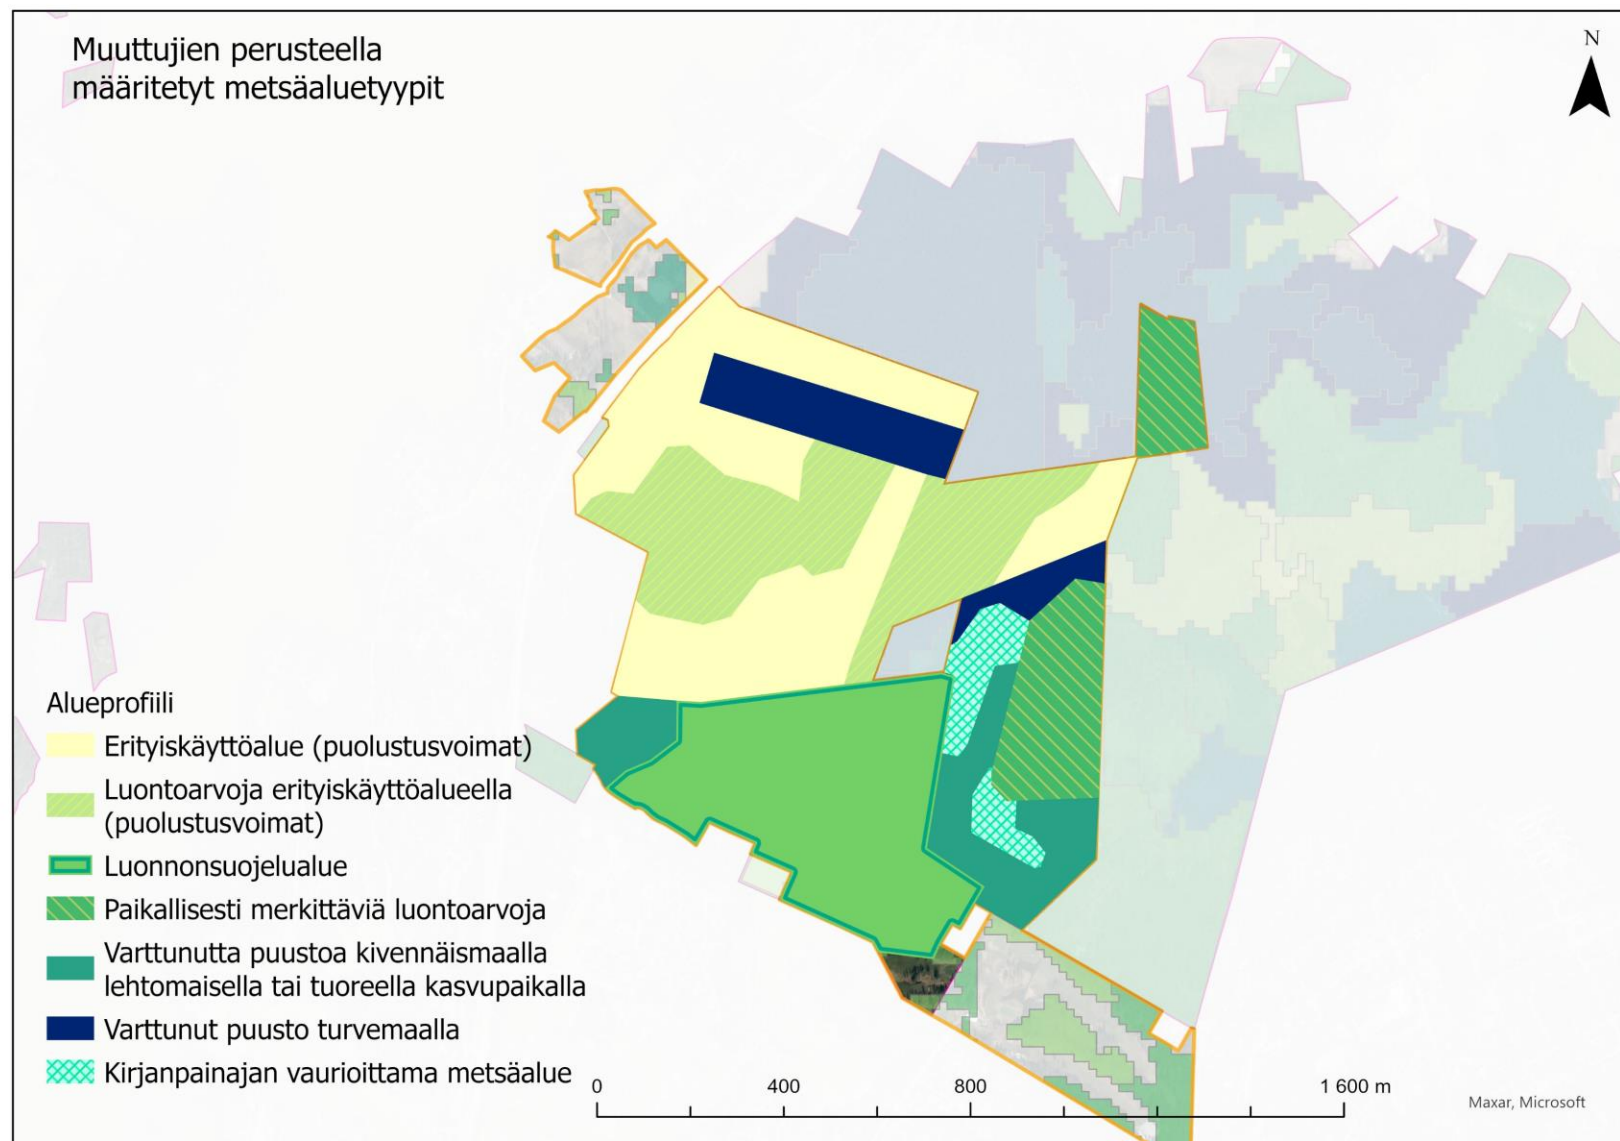 Muuttujien perusteella
määritetyt metsäaluetyypit
N
Alueprofiili
Erityiskäyttöalue (puolustusvoimat)
Luontoarvoja erityiskäyttöalueella
(puolustusvoimat)
Luonnonsuojelualue
Paikallisesti merkittäviä luontoarvoja
Varttunutta puustoa kivennäismaalla
lehtomaisella tai tuoreella kasvupaikalla
Varttunut puusto turvemaalla
Kirjanpainajan vaurioittama metsäalue
0 400 800 1 600 m
Maxar, Microsoft